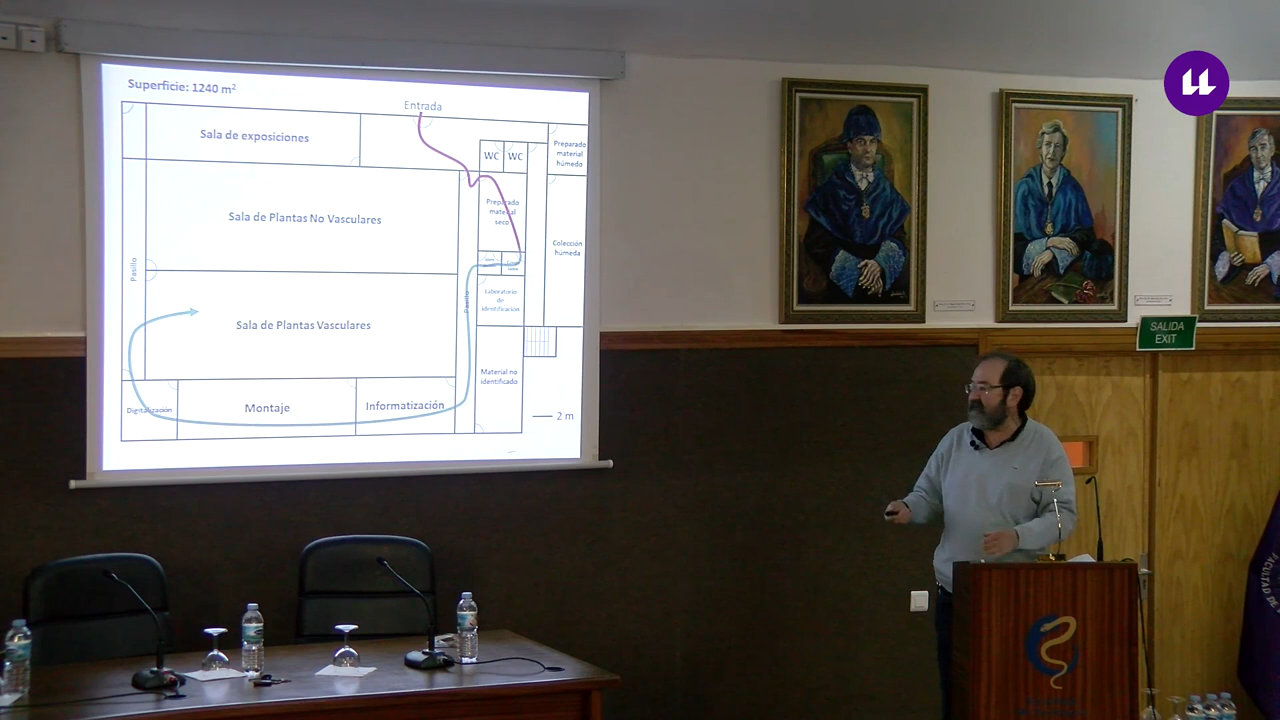 Superficie: 1240 m²
Entrada
Sala de exposiciones
WC
WC
Preparado
material
húmedo
Sala de Plantas No Vasculares
Preparado
material
seco
Colección
húmeda
Pasillo
Pasillo
Laboratorio
de
identificación
Sala de Plantas Vasculares
Material no
identificado
Digitalización
Montaje
Informatización
2 m
SALIDA
EXIT
FACULTAD DE